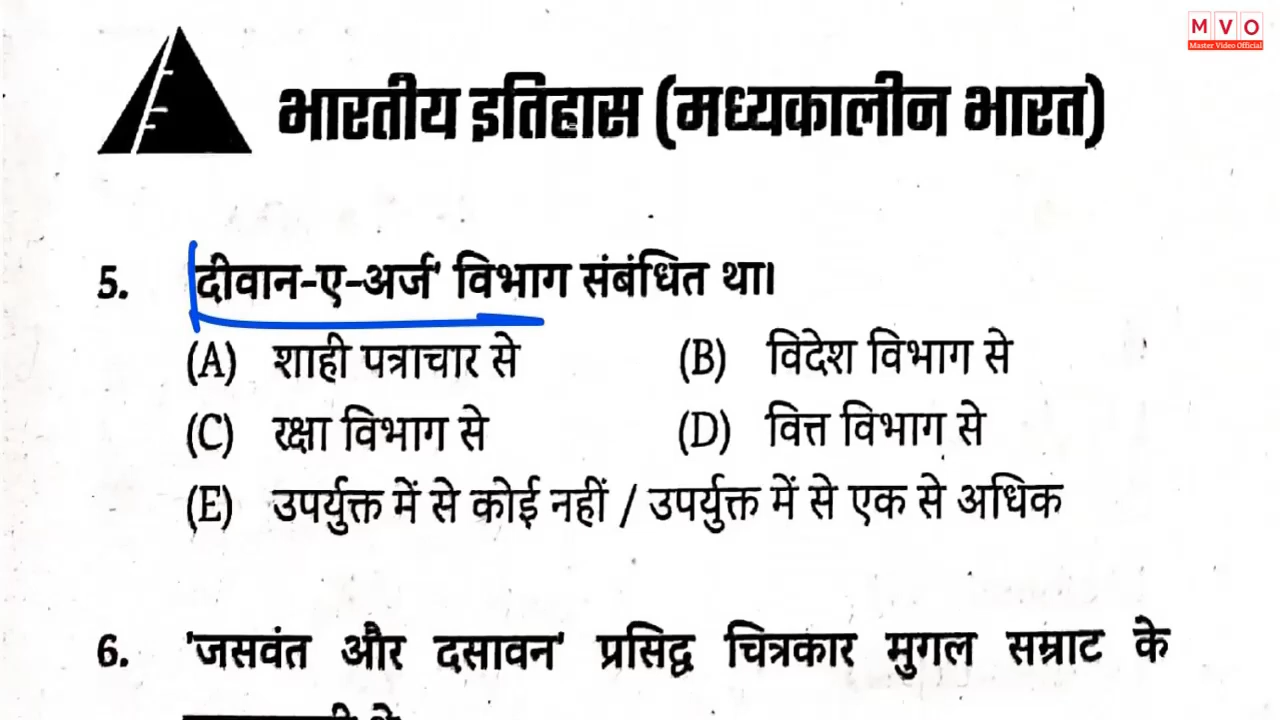 M V O
Master Video Official
भारतीय इतिहास (मध्यकालीन भारत)
5. 'दीवान-ए-अर्ज' विभाग संबंधित था।
(A) शाही पत्राचार से (B) विदेश विभाग से
(C) रक्षा विभाग से (D) वित्त विभाग से
(E) उपर्युक्त में से कोई नहीं / उपर्युक्त में से एक से अधिक
6. 'जसवंत और दसावन' प्रसिद्व चित्रकार मुगल सम्राट के